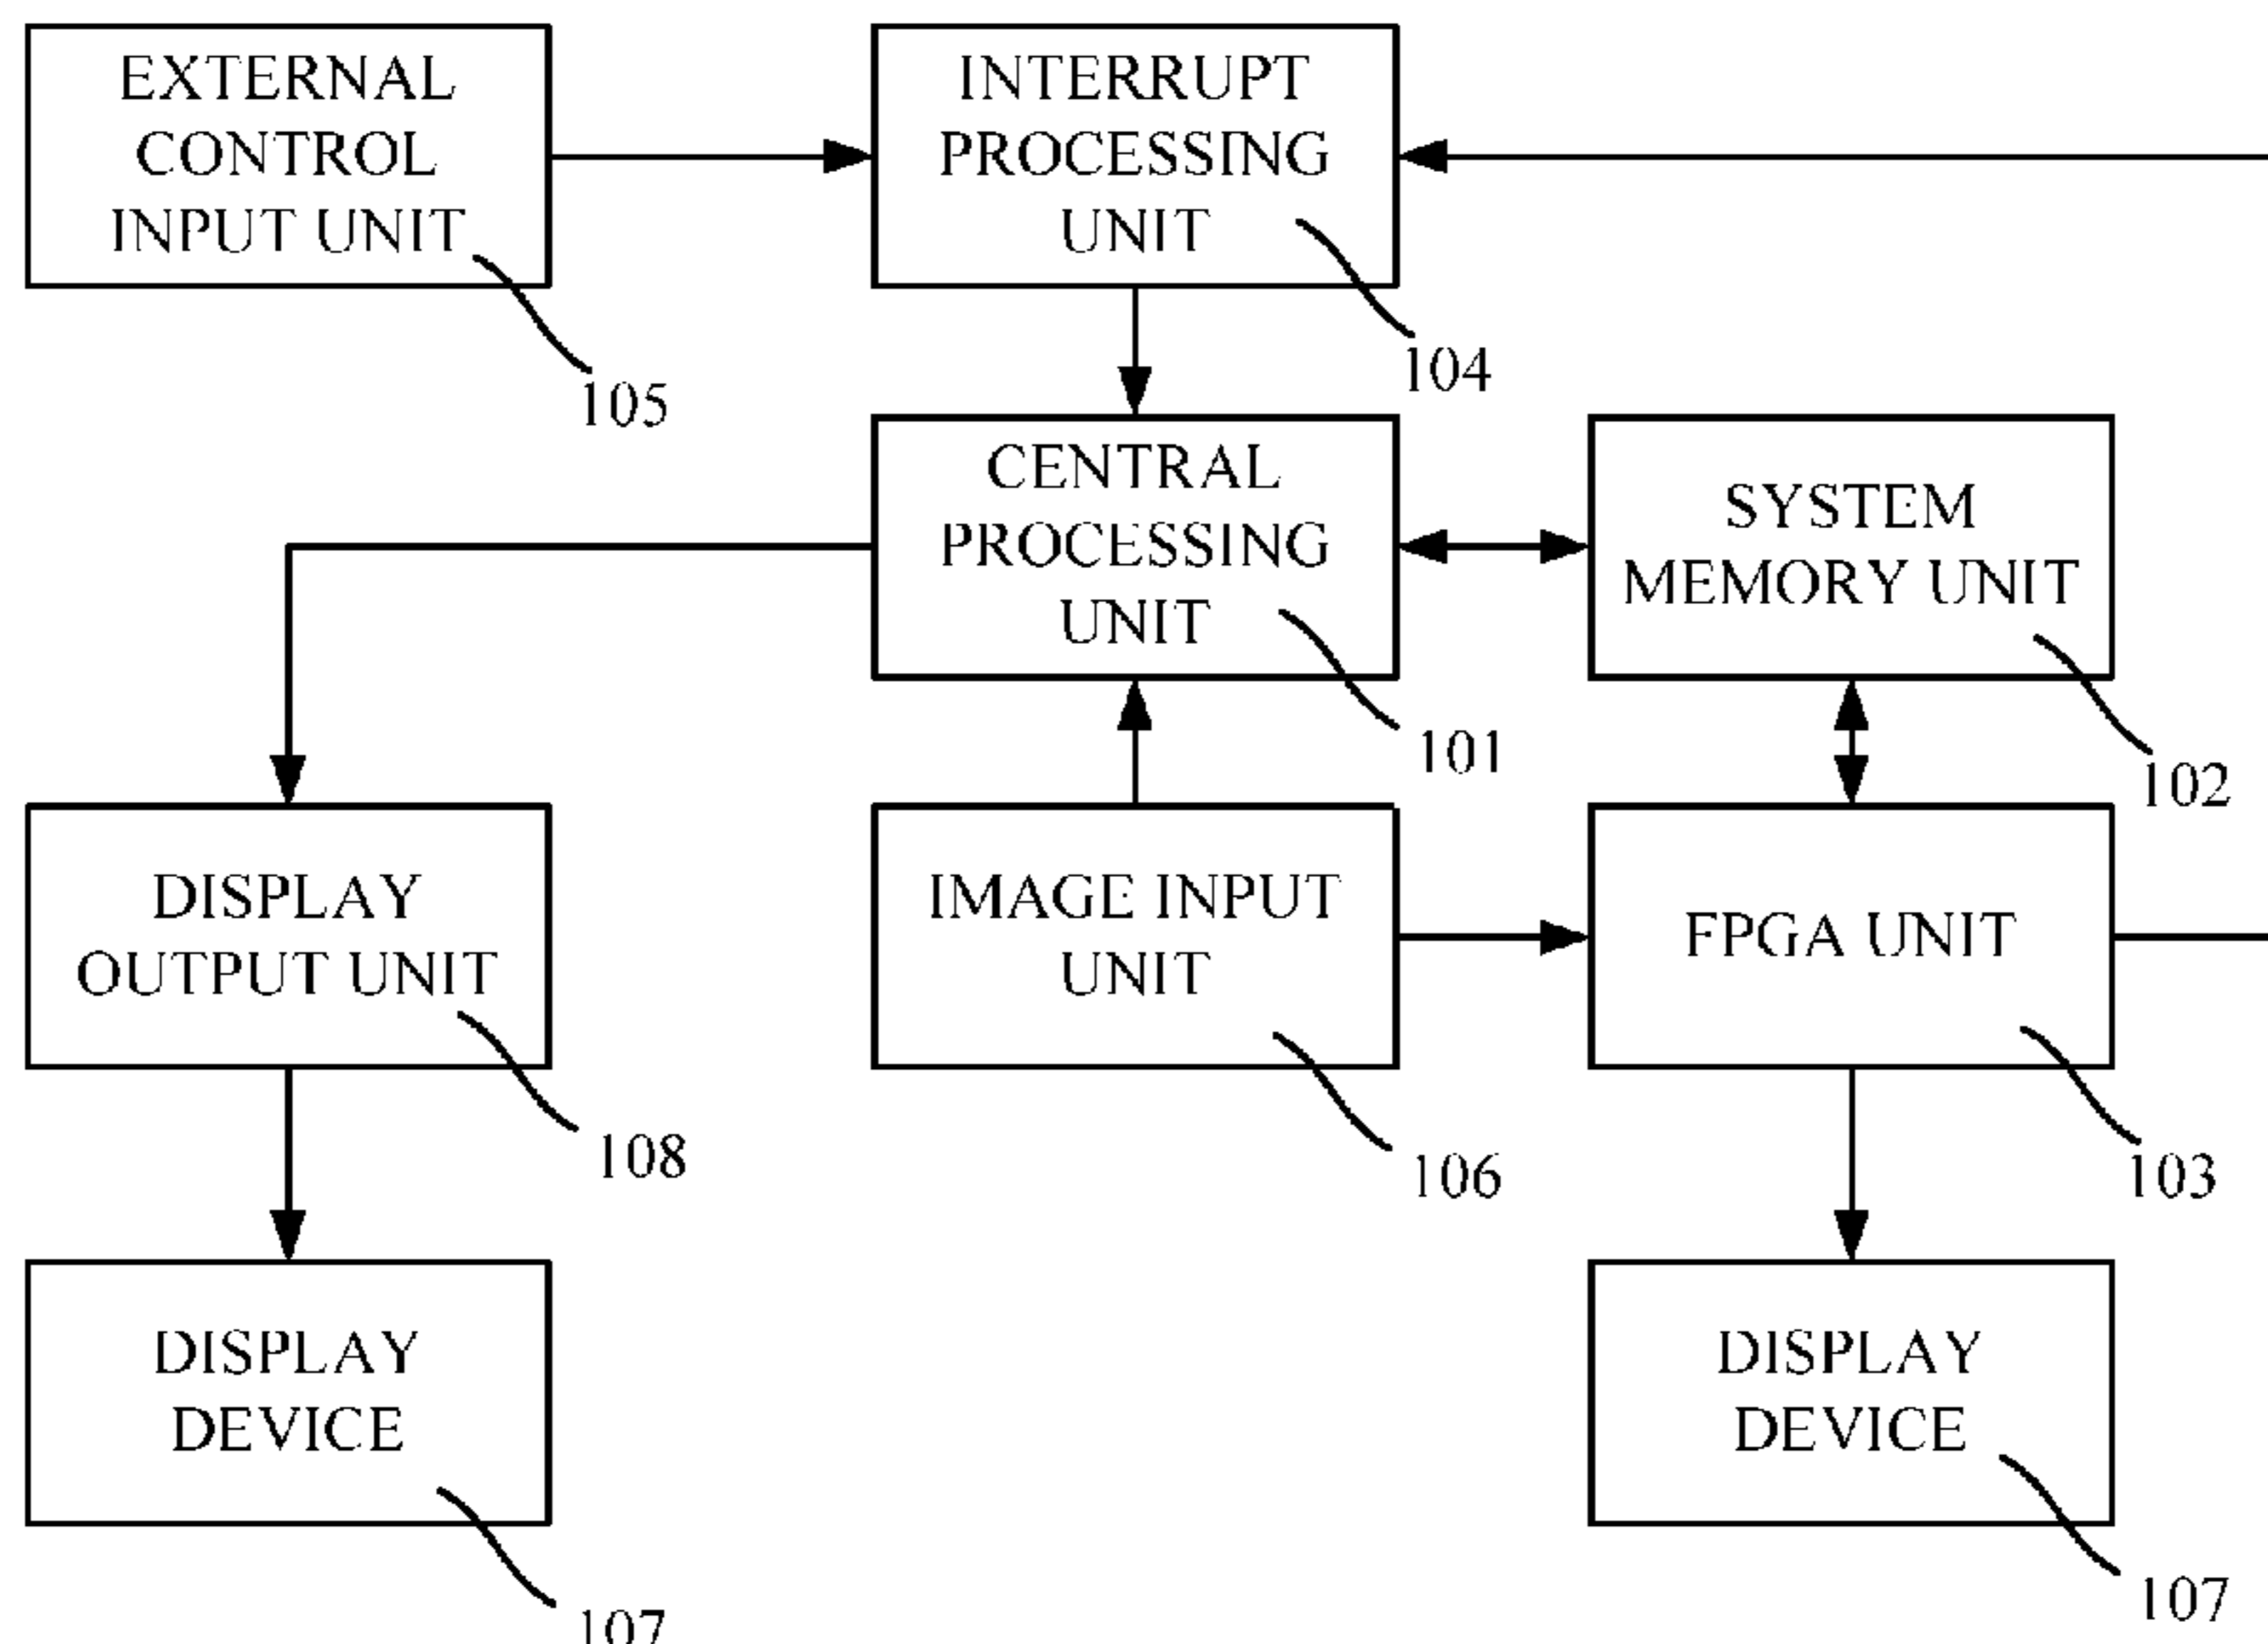 EXTERNAL
CONTROL
INPUT UNIT
105
INTERRUPT
PROCESSING
UNIT
104
CENTRAL
PROCESSING
UNIT
101
SYSTEM
MEMORY UNIT
102
DISPLAY
OUTPUT UNIT
108
IMAGE INPUT
UNIT
106
FPGA UNIT
103
DISPLAY
DEVICE
107
DISPLAY
DEVICE
107